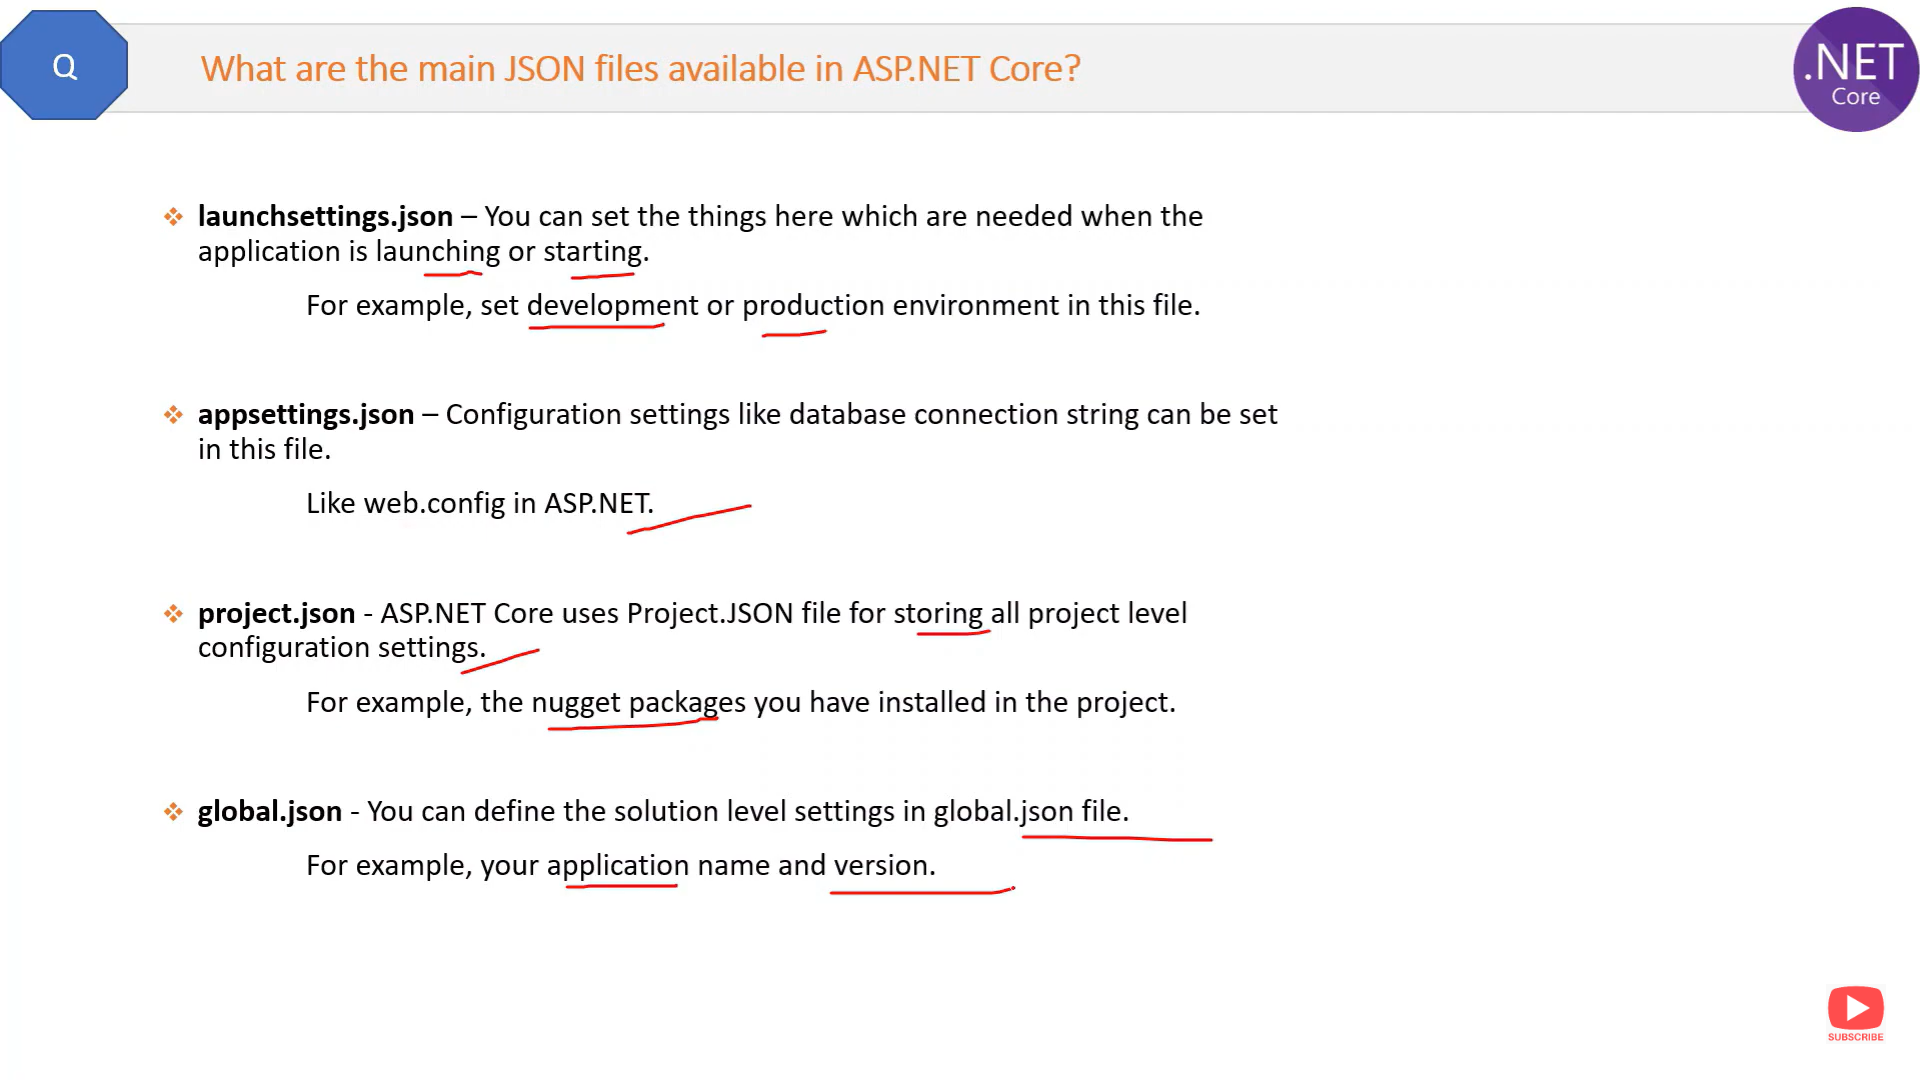 Q
What are the main JSON files available in ASP.NET Core?
.NET
Core
❖ launchsettings.json – You can set the things here which are needed when the
application is launching or starting.
For example, set development or production environment in this file.
❖ appsettings.json – Configuration settings like database connection string can be set
in this file.
Like web.config in ASP.NET.
❖ project.json - ASP.NET Core uses Project.JSON file for storing all project level
configuration settings.
For example, the nugget packages you have installed in the project.
❖ global.json - You can define the solution level settings in global.json file.
For example, your application name and version.
SUBSCRIBE